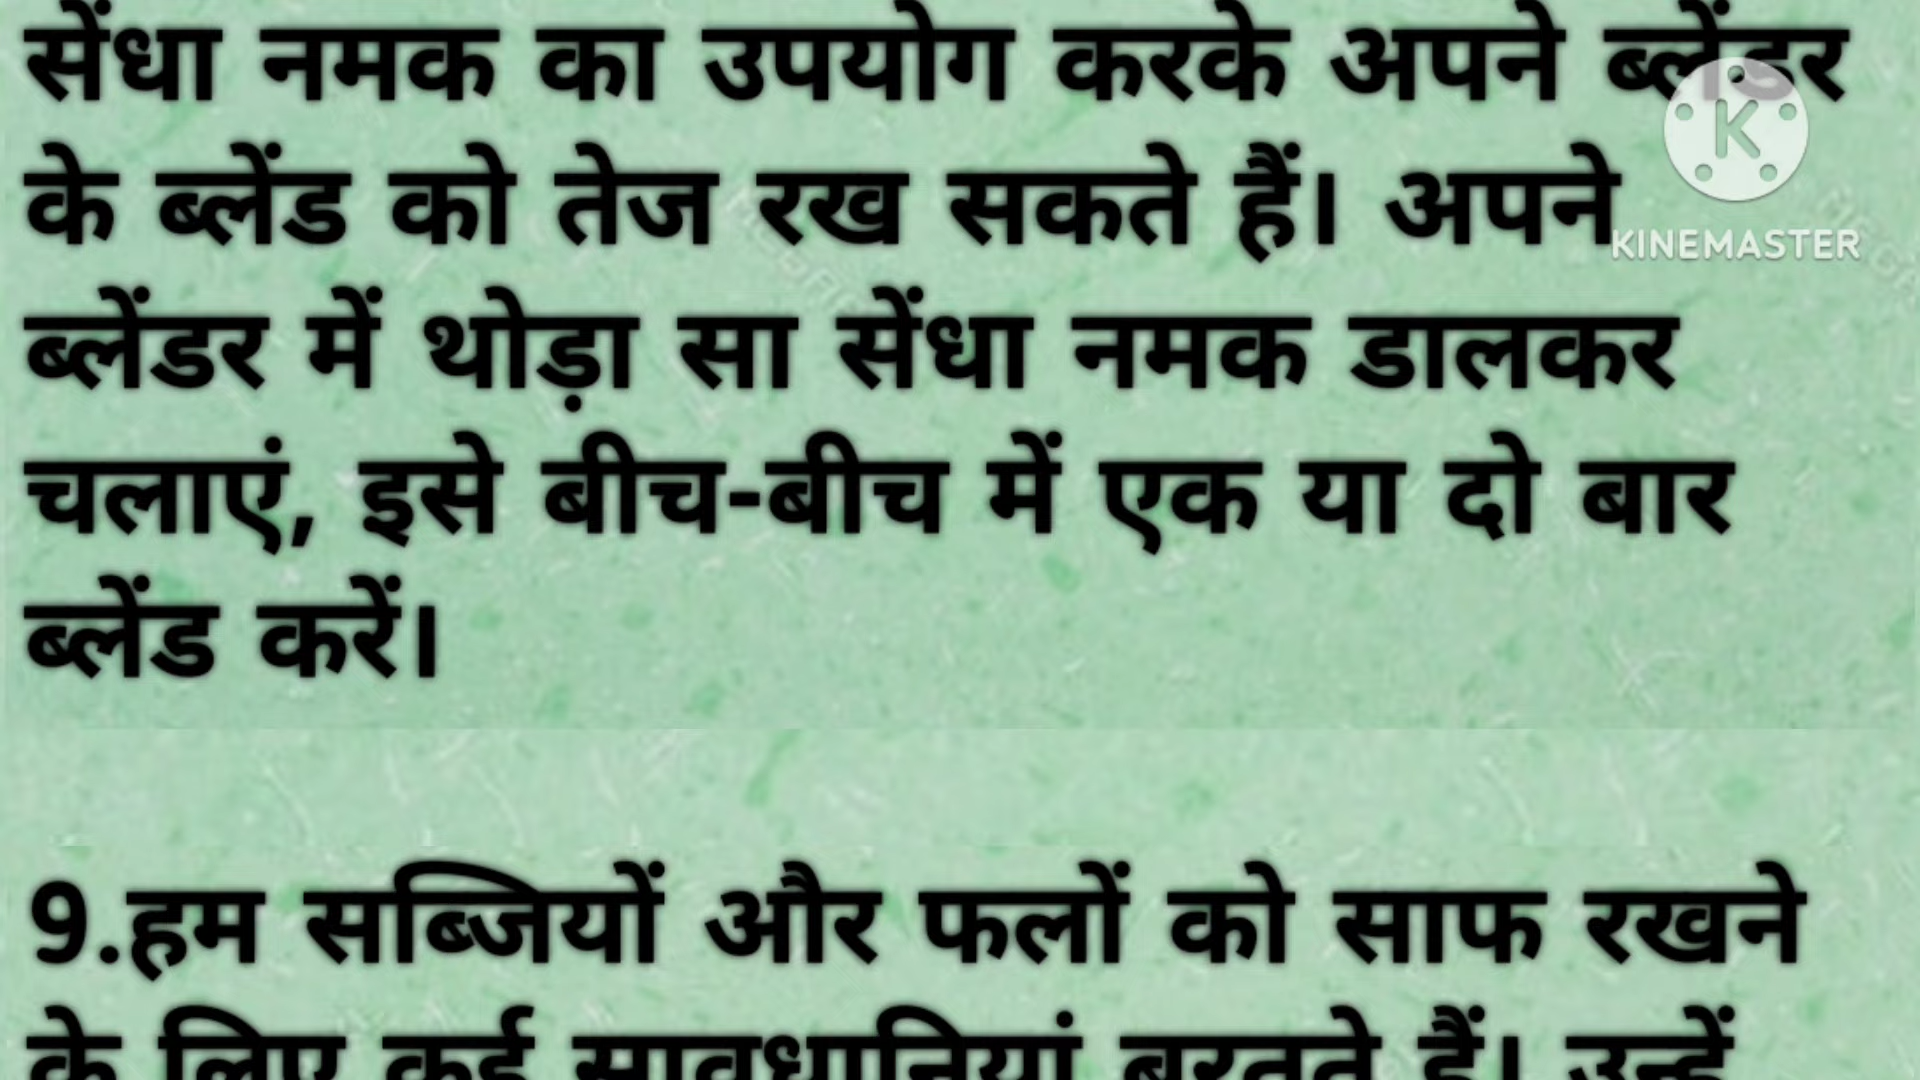 सेंधा नमक का उपयोग करके अपने ब्लेंडर
के ब्लेंड को तेज रख सकते हैं। अपने
ब्लेंडर में थोड़ा सा सेंधा नमक डालकर
चलाएं, इसे बीच-बीच में एक या दो बार
ब्लेंड करें।
9.हम सब्जियों और फलों को साफ रखने
के लिए कई सावधानियां बरतते हैं। उन्हें
K
KINEMASTER